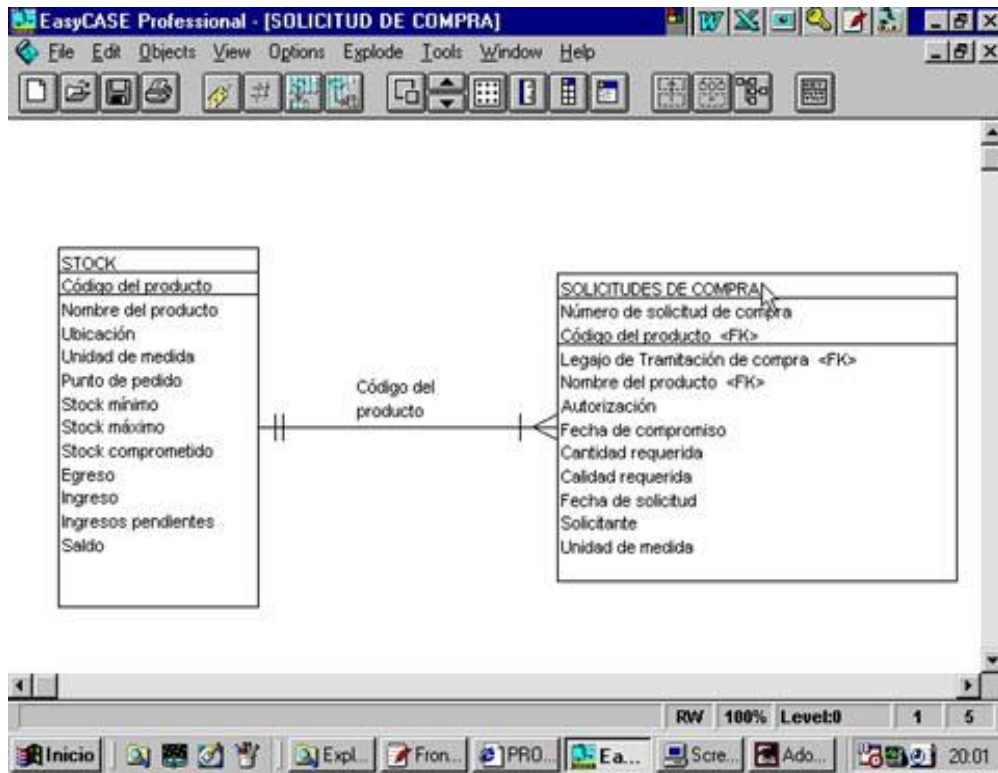 EasyCASE Professional - [SOLICITUD DE COMPRA]
File Edit Objects View Options Explode Tools Window Help
STOCK
Código del producto
Nombre del producto
Ubicación
Unidad de medida
Punto de pedido
Stock mínimo
Stock máximo
Stock comprometido
Egreso
Ingreso
Ingresos pendientes
Saldo
Código del
producto
SOLICITUDES DE COMPRA
Número de solicitud de compra
Código del producto <FK>
Legajo de Tramitación de compra <FK>
Nombre del producto <FK>
Autorización
Fecha de compromiso
Cantidad requerida
Calidad requerida
Fecha de solicitud
Solicitante
Unidad de medida
RW 100% Level:0 1 5
Inicio Expl... Fron... PRO... Ea... Scre... Ado... 20:01